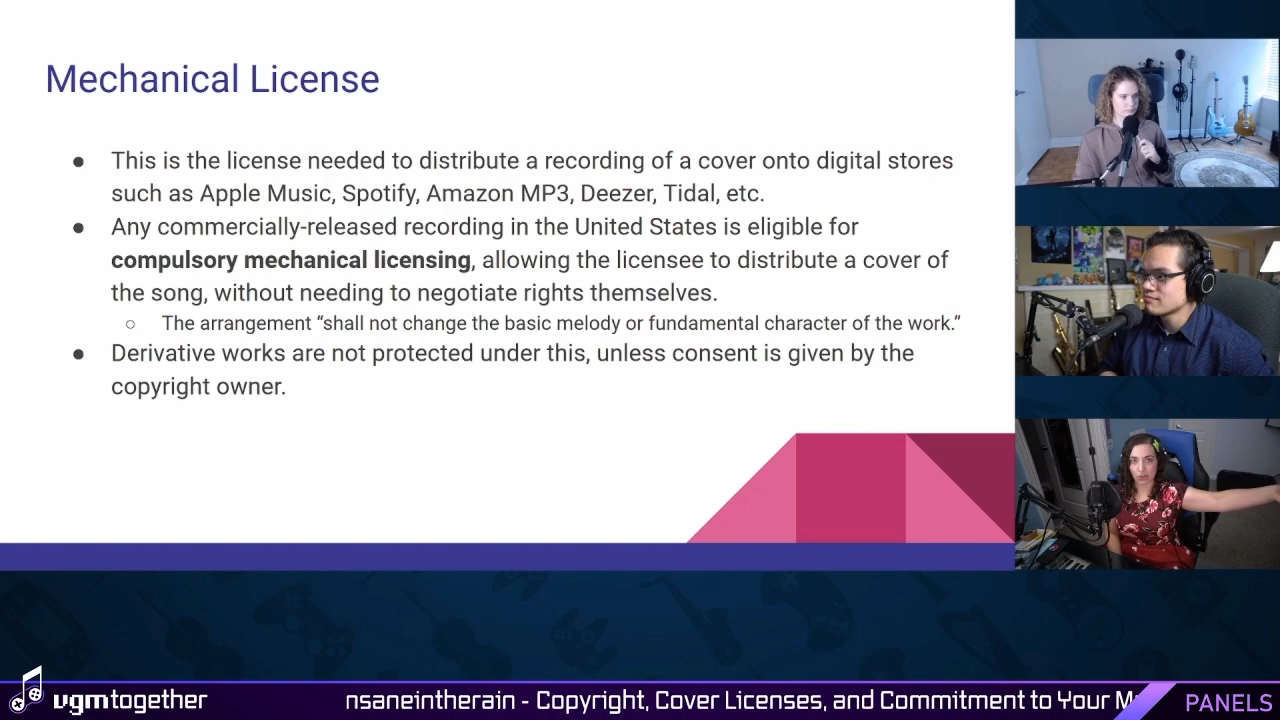 Mechanical License
● This is the license needed to distribute a recording of a cover onto digital stores
such as Apple Music, Spotify, Amazon MP3, Deezer, Tidal, etc.
● Any commercially-released recording in the United States is eligible for
compulsory mechanical licensing, allowing the licensee to distribute a cover of
the song, without needing to negotiate rights themselves.
○ The arrangement “shall not change the basic melody or fundamental character of the work.”
● Derivative works are not protected under this, unless consent is given by the
copyright owner.
vgmtogether
nsaneintherain - Copyright, Cover Licenses, and Commitment to Your M
PANELS